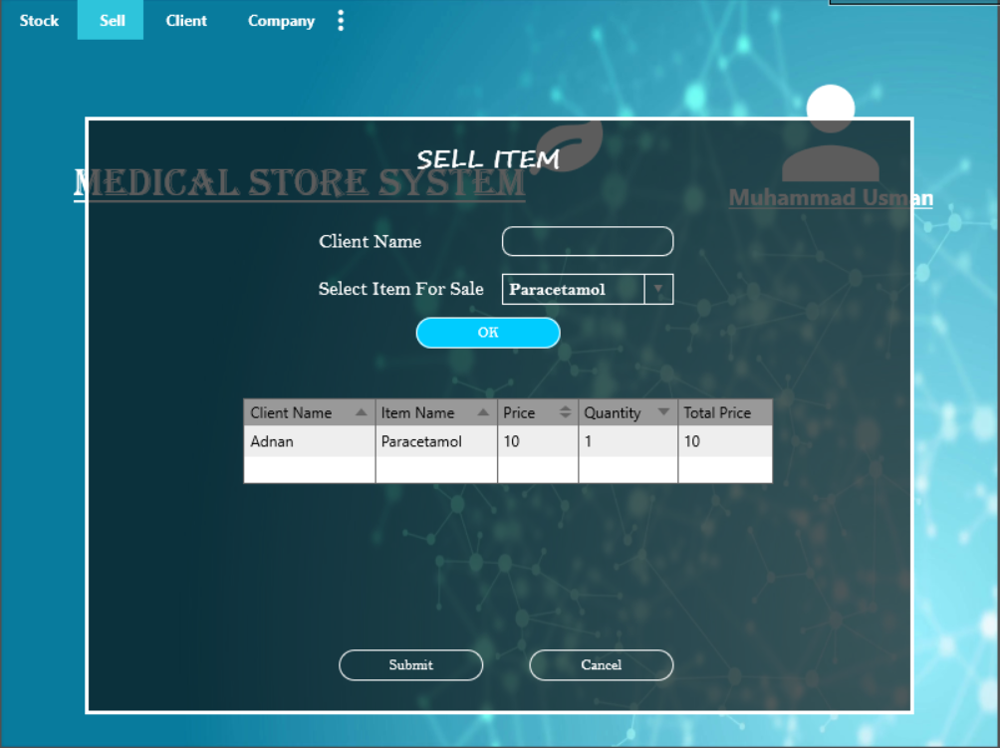 Stock Sell Client Company
SELL ITEM
MEDICAL STORE SYSTEM
Muhammad Usman
Client Name
Select Item For Sale Paracetamol
OK
Client Name Item Name Price Quantity Total Price
Adnan Paracetamol 10 1 10
Submit Cancel